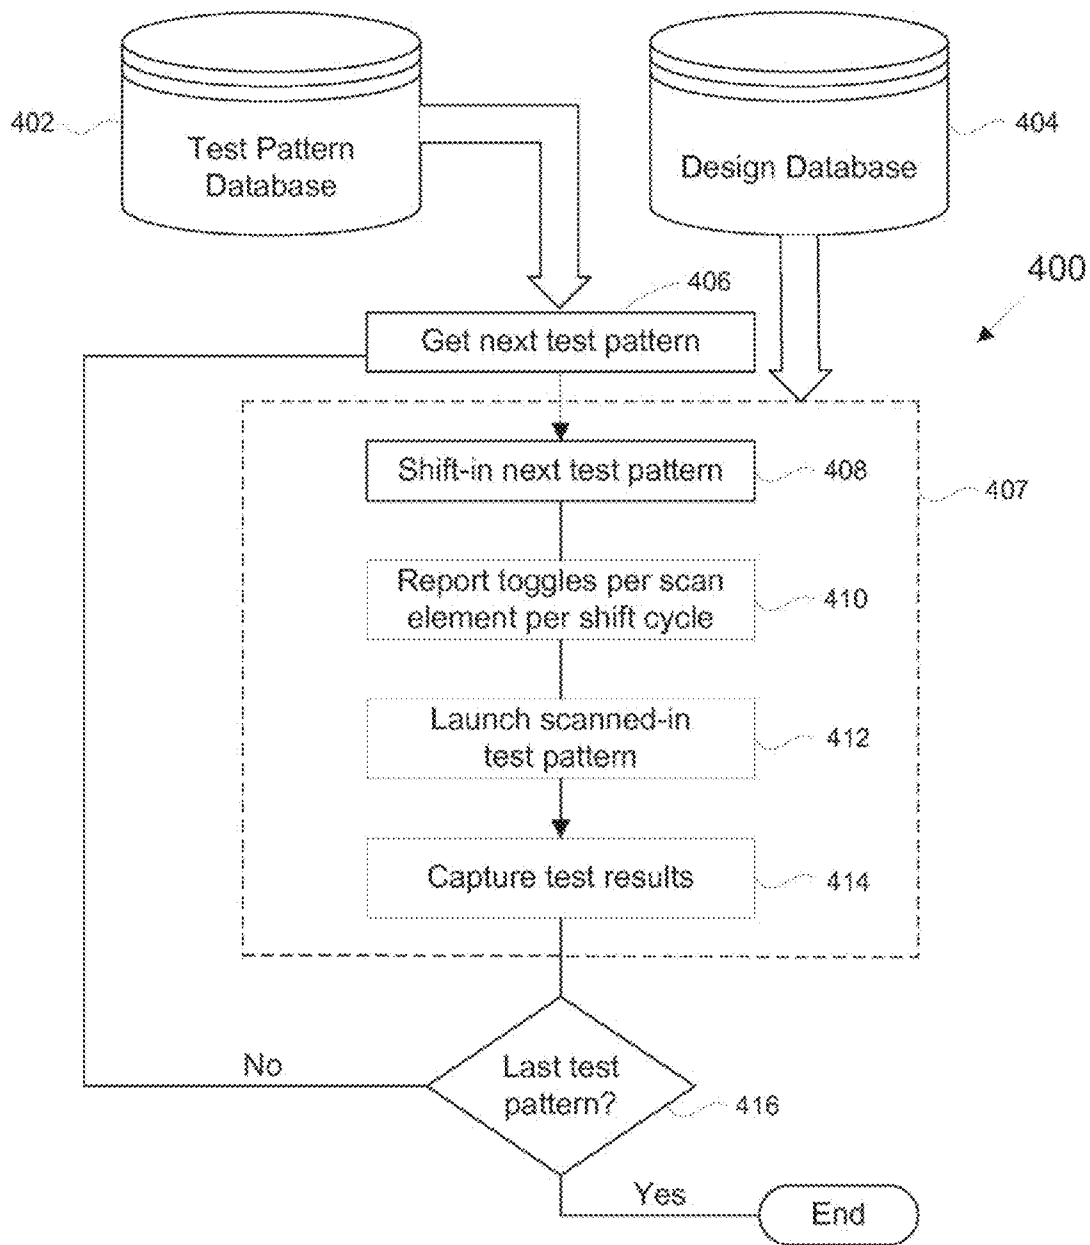 402
Test Pattern
Database
Design Database
404
400
406
Get next test pattern
Shift-in next test pattern
408
407
Report toggles per scan
element per shift cycle
410
Launch scanned-in
test pattern
412
Capture test results
414
No
Last test
pattern?
416
Yes
End